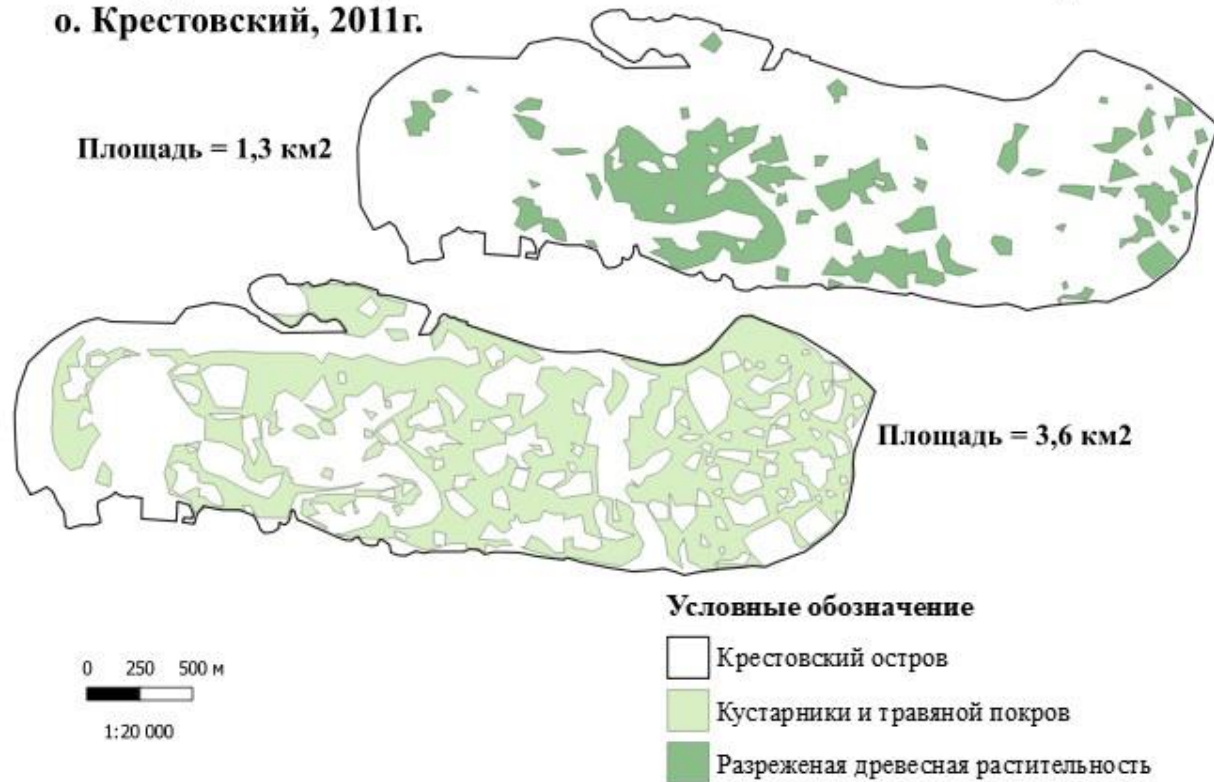 о. Крестовский, 2011г.
Площадь = 1,3 км2
Площадь = 3,6 км2
Условные обозначение
Крестовский остров
Кустарники и травяной покров
Разреженая древесная растительность
0 250 500 м
1:20 000